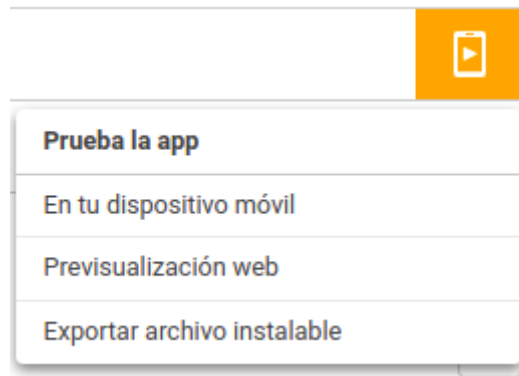 Prueba la app
En tu dispositivo móvil
Previsualización web
Exportar archivo instalable